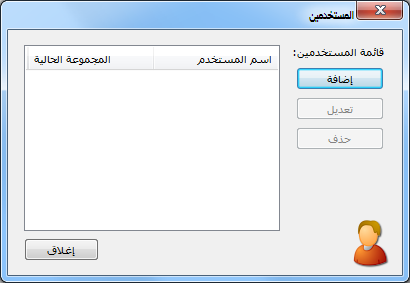 المستخدمين
قائمة المستخدمين:
اسم المستخدم المجموعة الحالية
إضافة
تعديل
حذف
إغلاق